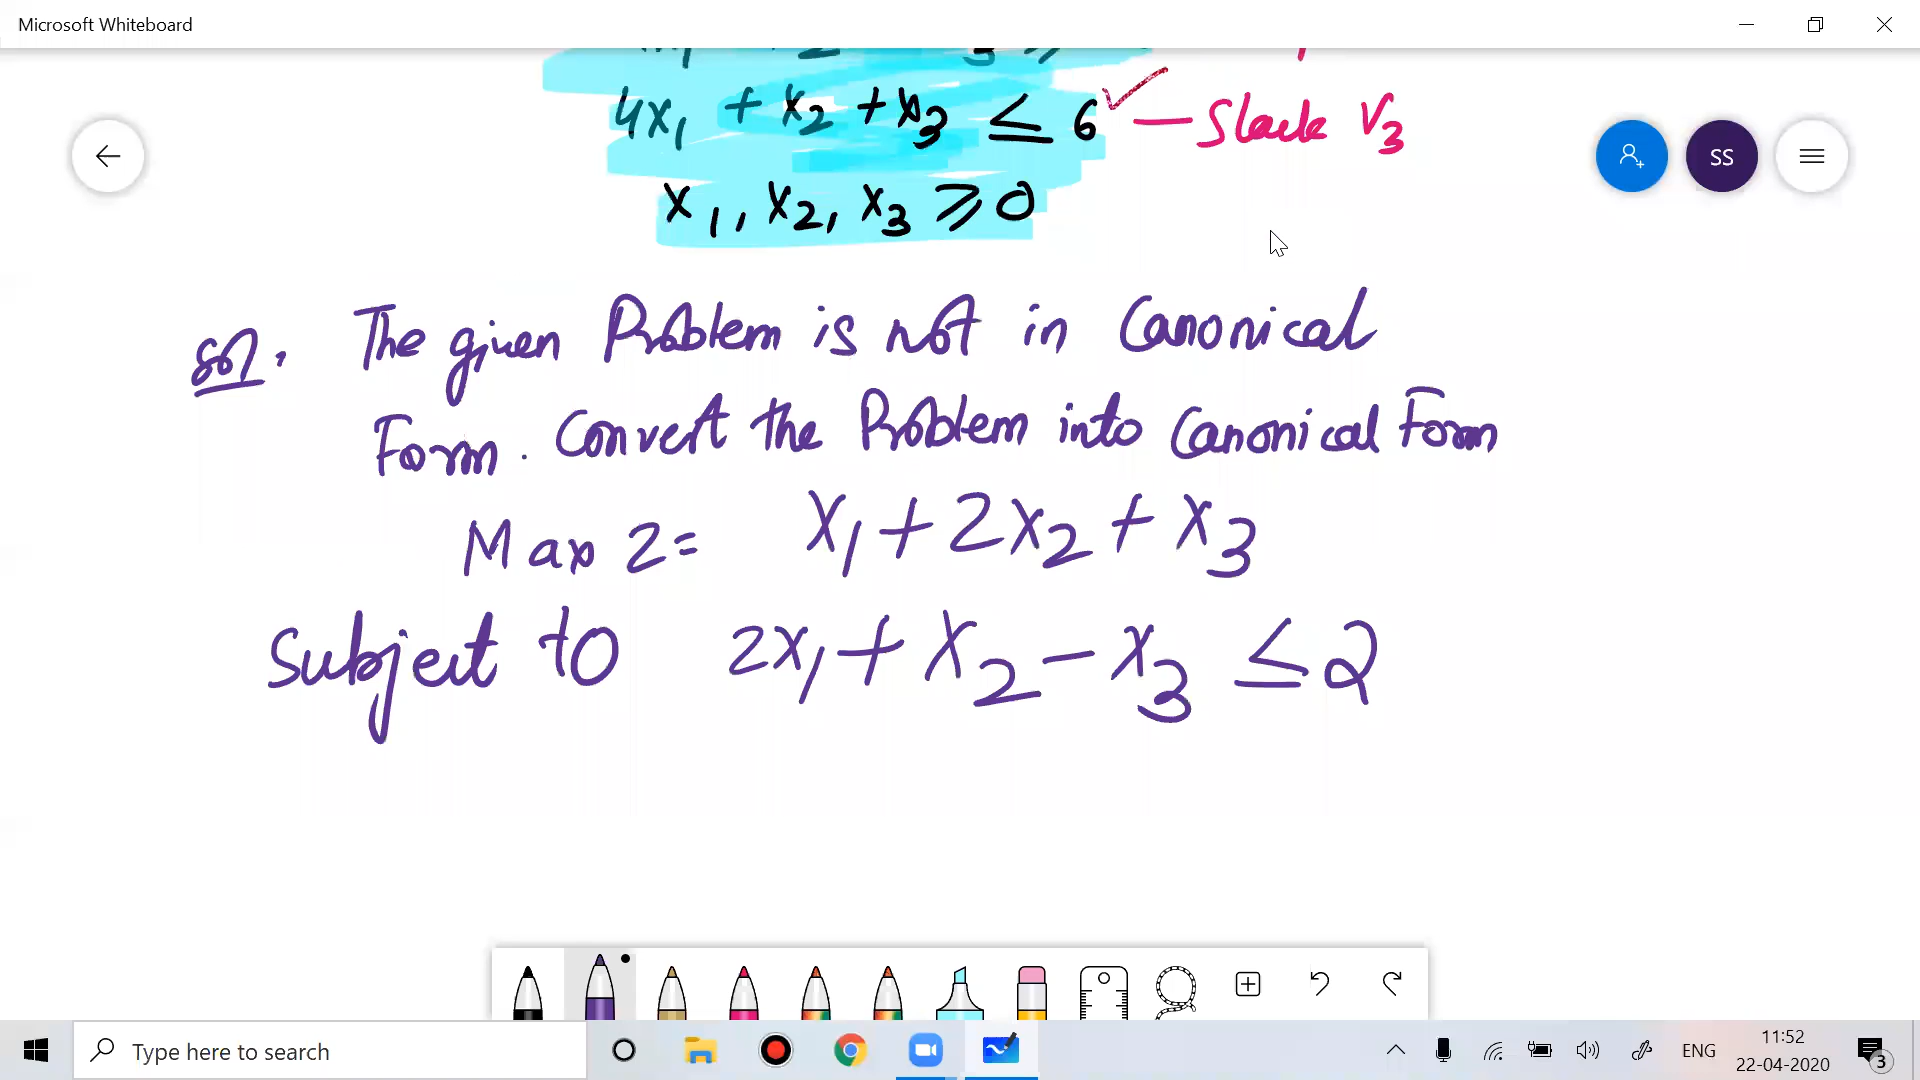 Microsoft Whiteboard
4x₁ + x₂ + x₃ ≤ 6 ✓ — Slack V₃
x₁, x₂, x₃ ≥ 0
SS
Sol. The given Problem is not in Canonical
Form. Convert the Problem into Canonical Form
Max Z = x₁ + 2x₂ + x₃
Subject to 2x₁ + x₂ - x₃ ≤ 2
Type here to search
ENG
11:52
22-04-2020
3